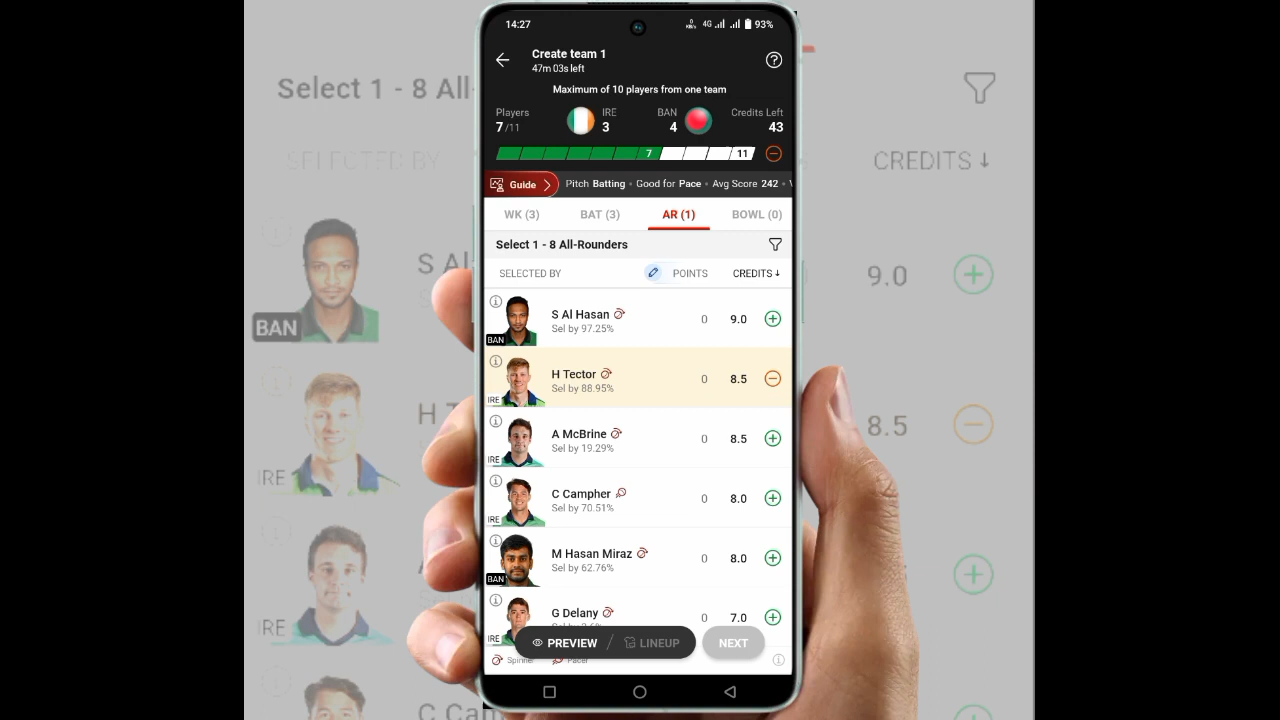 14:27
4G
93%
Create team 1
47m 03s left
Maximum of 10 players from one team
Players
7/11
IRE
3
BAN
4
Credits Left
43
7
11
Guide
Pitch Batting • Good for Pace • Avg Score 242
WK (3)
BAT (3)
AR (1)
BOWL (0)
Select 1 - 8 All-Rounders
SELECTED BY
POINTS
CREDITS↓
S Al Hasan
Sel by 97.25%
0
9.0
BAN
H Tector
Sel by 88.95%
0
8.5
IRE
A McBrine
Sel by 19.29%
0
8.5
IRE
C Campher
Sel by 70.51%
0
8.0
IRE
M Hasan Miraz
Sel by 62.76%
0
8.0
BAN
G Delany
0
7.0
IRE
PREVIEW
LINEUP
NEXT
Spinner
Pacer
Select 1 - 8 All-
SELECTED BY
CREDITS↓
S Al
9.0
BAN
H T
8.5
IRE
IRE
C Cam